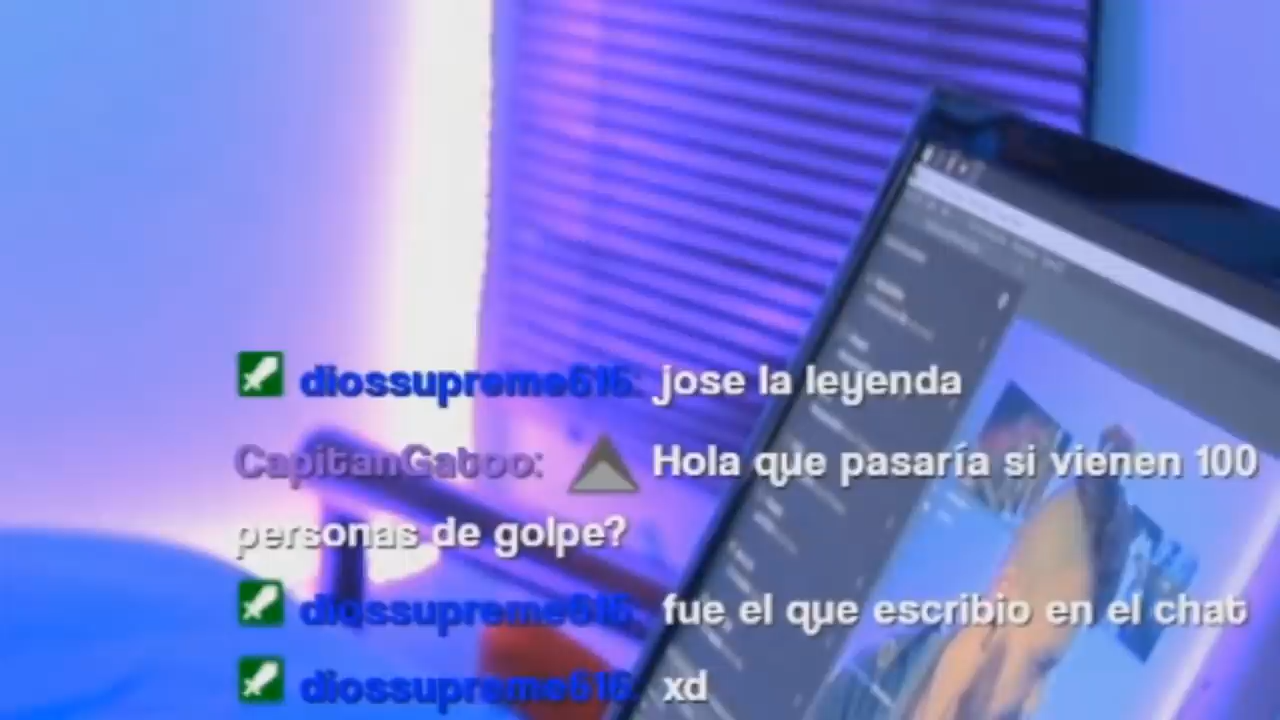 diossupreme616: jose la leyenda
CapitanGatoo: Hola que pasaría si vienen 100
personas de golpe?
diossupreme616: fue el que escribio en el chat
diossupreme616: xd